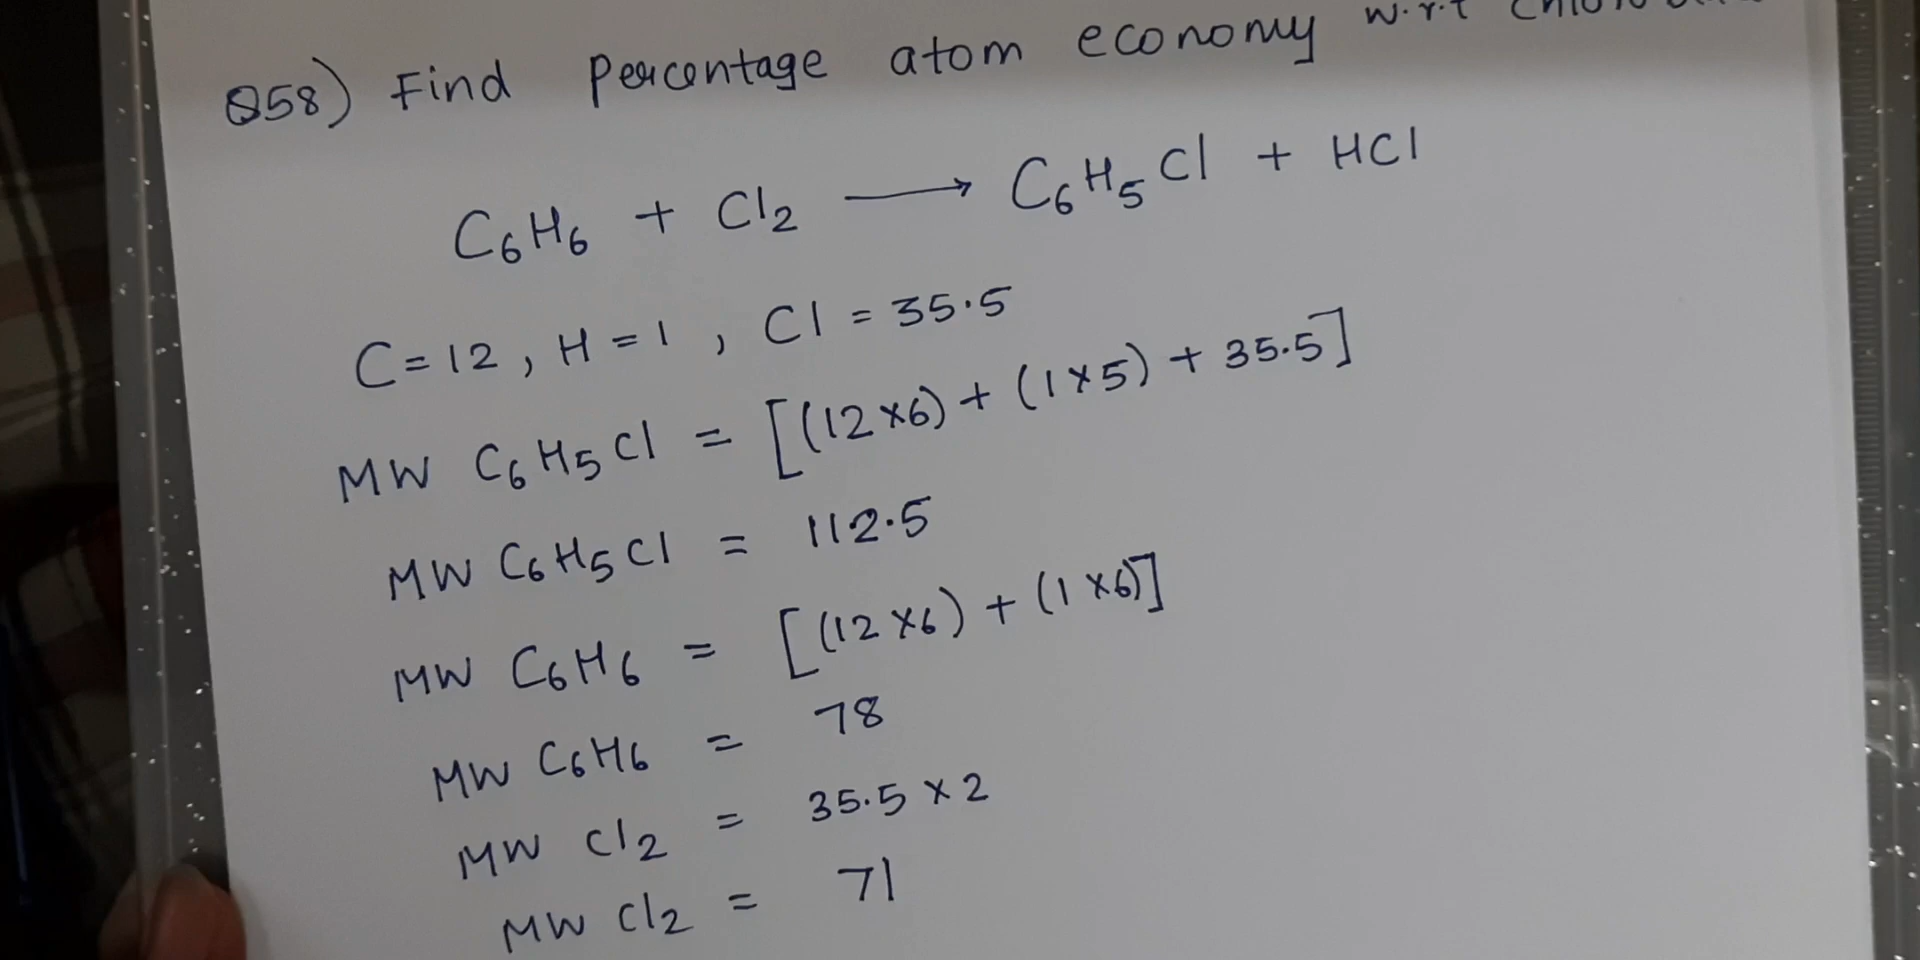 Q58) Find Percentage atom economy w.r.t
C6H6 + Cl2 ⟶ C6H5Cl + HCl
C=12, H=1, Cl=35.5
MW C6H5Cl = [(12×6)+(1×5)+35.5]
MW C6H5Cl = 112.5
MW C6H6 = [(12×6)+(1×6)]
MW C6H6 = 78
MW Cl2 = 35.5×2
MW Cl2 = 71